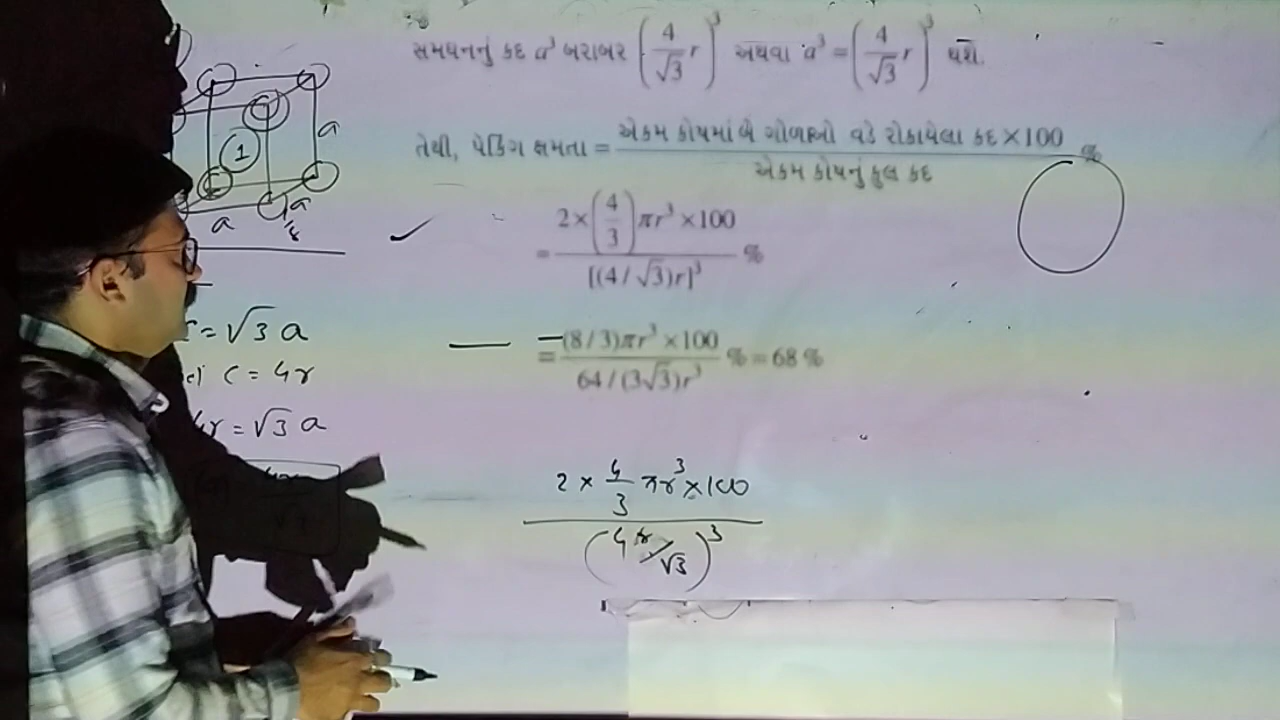 સમઘનનું કદ a³ બરાબર (4/√3 r)³ અથવા a³ = (4/√3 r)³ થશે.
તેથી, પેકિંગ ક્ષમતા = એકમ કોષમાં બે ગોળાઓ વડે રોકાયેલા કદ × 100 / એકમ કોષનું કુલ કદ %
= 2 × (4/3) πr³ × 100 / [(4/√3)r]³ %
= (8/3)πr³ × 100 / 64/(3√3)r³ % = 68 %
1
a
a
a
= √3 a
c = 4r
4r = √3 a
2 × 4/3 πr³ × 100
(4r/√3)³